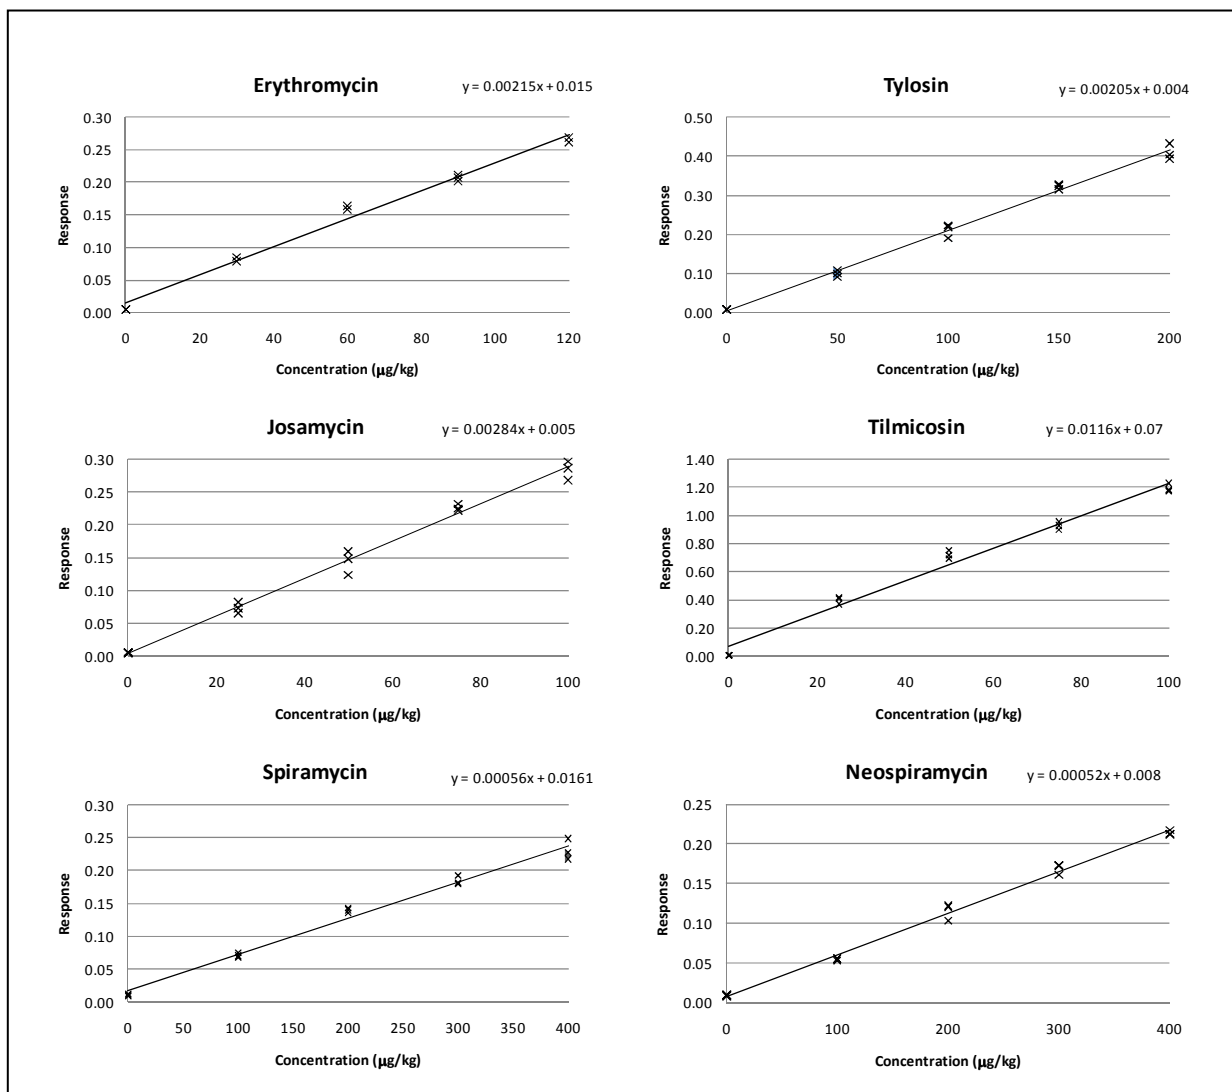 Erythromycin
y = 0.00215x + 0.015
0.30
0.25
0.20
0.15
0.10
0.05
0.00
Response
0 20 40 60 80 100 120
Concentration (µg/kg)
Tylosin
y = 0.00205x + 0.004
0.50
0.40
0.30
0.20
0.10
0.00
Response
0 50 100 150 200
Concentration (µg/kg)
Josamycin
y = 0.00284x + 0.005
0.30
0.25
0.20
0.15
0.10
0.05
0.00
Response
0 20 40 60 80 100
Concentration (µg/kg)
Tilmicosin
y = 0.0116x + 0.07
1.40
1.20
1.00
0.80
0.60
0.40
0.20
0.00
Response
0 20 40 60 80 100
Concentration (µg/kg)
Spiramycin
y = 0.00056x + 0.0161
0.30
0.25
0.20
0.15
0.10
0.05
0.00
Response
0 50 100 150 200 250 300 350 400
Concentration (µg/kg)
Neospiramycin
y = 0.00052x + 0.008
0.25
0.20
0.15
0.10
0.05
0.00
Response
0 100 200 300 400
Concentration (µg/kg)